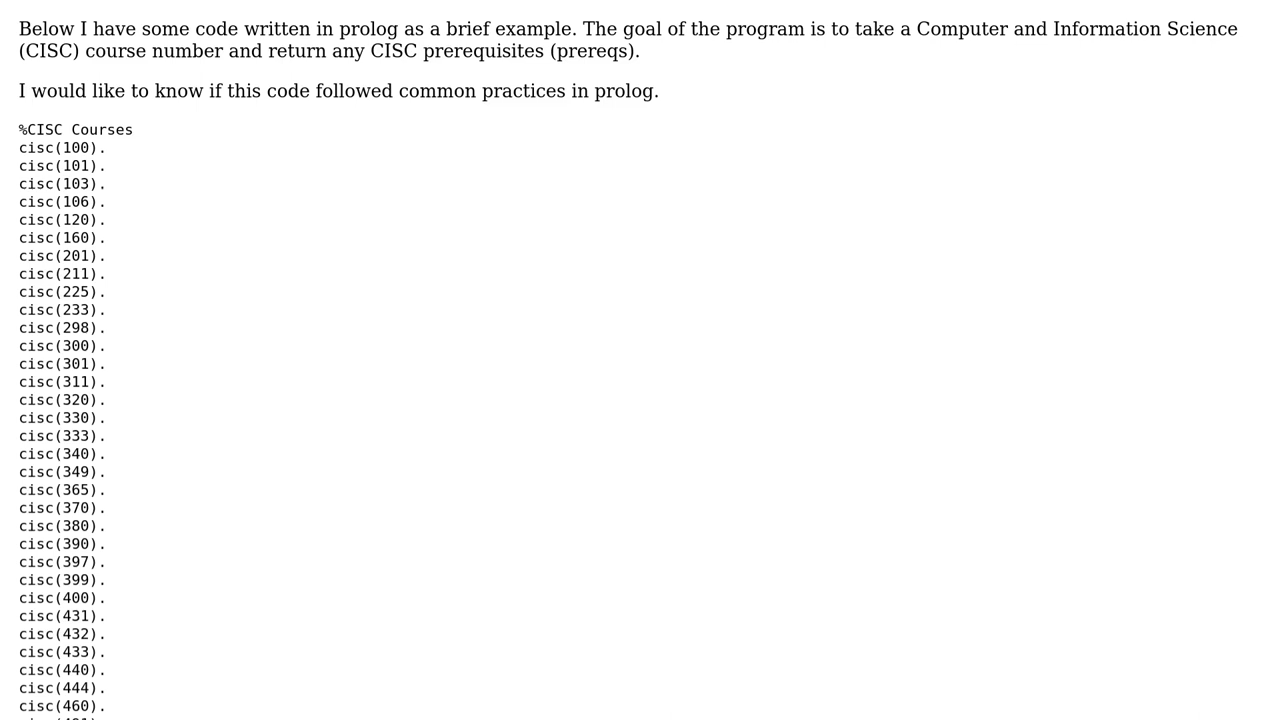 Below I have some code written in prolog as a brief example. The goal of the program is to take a Computer and Information Science
(CISC) course number and return any CISC prerequisites (prereqs).
I would like to know if this code followed common practices in prolog.
%CISC Courses
cisc(100).
cisc(101).
cisc(103).
cisc(106).
cisc(120).
cisc(160).
cisc(201).
cisc(211).
cisc(225).
cisc(233).
cisc(298).
cisc(300).
cisc(301).
cisc(311).
cisc(320).
cisc(330).
cisc(333).
cisc(340).
cisc(349).
cisc(365).
cisc(370).
cisc(380).
cisc(390).
cisc(397).
cisc(399).
cisc(400).
cisc(431).
cisc(432).
cisc(433).
cisc(440).
cisc(444).
cisc(460).